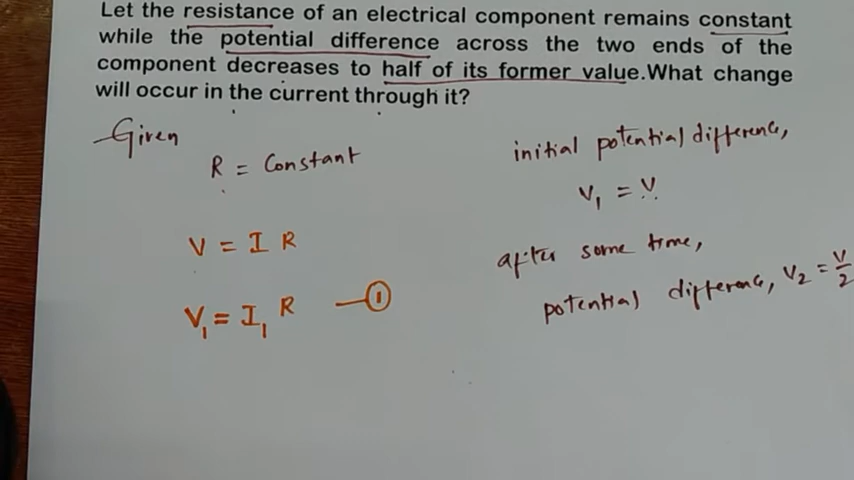 Let the resistance of an electrical component remains constant
while the potential difference across the two ends of the
component decreases to half of its former value.What change
will occur in the current through it?
Given
R = Constant
V = I R
V₁ = I₁ R —①
initial potential difference,
V₁ = V
after some time,
potential difference, V₂ = V/2